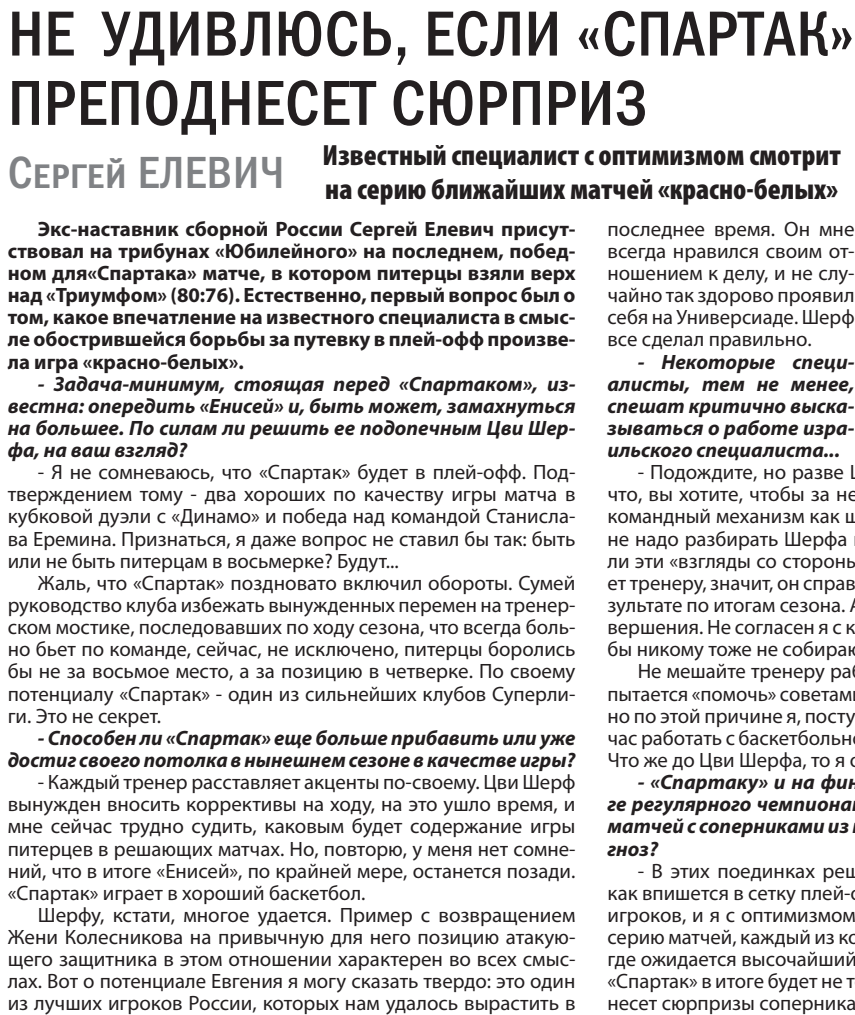 НЕ УДИВЛЮСЬ, ЕСЛИ «СПАРТАК»
ПРЕПОДНЕСЕТ СЮРПРИЗ
Сергей ЕЛЕВИЧ
Известный специалист с оптимизмом смотрит
на серию ближайших матчей «красно-белых»
Экс-наставник сборной России Сергей Елевич присут-
ствовал на трибунах «Юбилейного» на последнем, побед-
ном для«Спартака» матче, в котором питерцы взяли верх
над «Триумфом» (80:76). Естественно, первый вопрос был о
том, какое впечатление на известного специалиста в смыс-
ле обострившейся борьбы за путевку в плей-офф произве-
ла игра «красно-белых».
- Задача-минимум, стоящая перед «Спартаком», из-
вестна: опередить «Енисей» и, быть может, замахнуться
на большее. По силам ли решить ее подопечным Цви Шер-
фа, на ваш взгляд?
- Я не сомневаюсь, что «Спартак» будет в плей-офф. Под-
тверждением тому - два хороших по качеству игры матча в
кубковой дуэли с «Динамо» и победа над командой Станисла-
ва Еремина. Признаться, я даже вопрос не ставил бы так: быть
или не быть питерцам в восьмерке? Будут...
Жаль, что «Спартак» поздновато включил обороты. Сумей
руководство клуба избежать вынужденных перемен на тренер-
ском мостике, последовавших по ходу сезона, что всегда боль-
но бьет по команде, сейчас, не исключено, питерцы боролись
бы не за восьмое место, а за позицию в четверке. По своему
потенциалу «Спартак» - один из сильнейших клубов Суперли-
ги. Это не секрет.
- Способен ли «Спартак» еще больше прибавить или уже
достиг своего потолка в нынешнем сезоне в качестве игры?
- Каждый тренер расставляет акценты по-своему. Цви Шерф
вынужден вносить коррективы на ходу, на это ушло время, и
мне сейчас трудно судить, каковым будет содержание игры
питерцев в решающих матчах. Но, повторю, у меня нет сомне-
ний, что в итоге «Енисей», по крайней мере, останется позади.
«Спартак» играет в хороший баскетбол.
Шерфу, кстати, многое удается. Пример с возвращением
Жени Колесникова на привычную для него позицию атакую-
щего защитника в этом отношении характерен во всех смыс-
лах. Вот о потенциале Евгения я могу сказать твердо: это один
из лучших игроков России, которых нам удалось вырастить в
последнее время. Он мне
всегда нравился своим от-
ношением к делу, и не слу-
чайно так здорово проявил
себя на Универсиаде. Шерф
все сделал правильно.
- Некоторые специ-
алисты, тем не менее,
спешат критично выска-
зываться о работе изра-
ильского специалиста...
- Подождите, но разве
что, вы хотите, чтобы за не
командный механизм как
не надо разбирать Шерфа
ли эти «взгляды со стороны
ет тренеру, значит, он справ
зультате по итогам сезона. А
вершения. Не согласен я с к
бы никому тоже не собираю
Не мешайте тренеру раб
пытается «помочь» советами
но по этой причине я, посту
час работать с баскетбольно
Что же до Цви Шерфа, то я с
- «Спартаку» и на фин
ге регулярного чемпиона
матчей с соперниками из
гноз?
- В этих поединках реш
как впишется в сетку плей-о
игроков, и я с оптимизмом
серию матчей, каждый из ко
где ожидается высочайший
«Спартак» в итоге будет не т
несет сюрпризы соперника